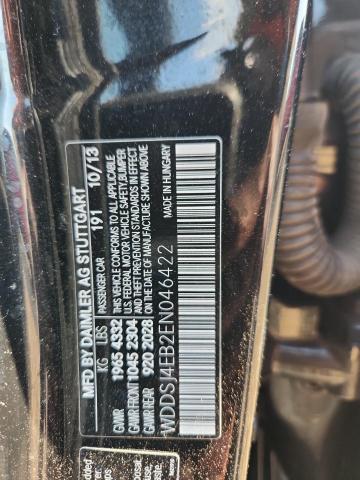 MFD BY DAIMLER AG STUTTGART
PASSENGER CAR 191 10/13
KG LBS
GVWR 1965 4332
GAWR FRONT 1045 2304
GAWR REAR 920 2028
THIS VEHICLE CONFORMS TO ALL APPLICABLE
U.S. FEDERAL MOTOR VEHICLE SAFETY, BUMPER
AND THEFT PREVENTION STANDARDS IN EFFECT
ON THE DATE OF MANUFACTURE SHOWN ABOVE
MADE IN HUNGARY
WDDSJ4EB2EN046422